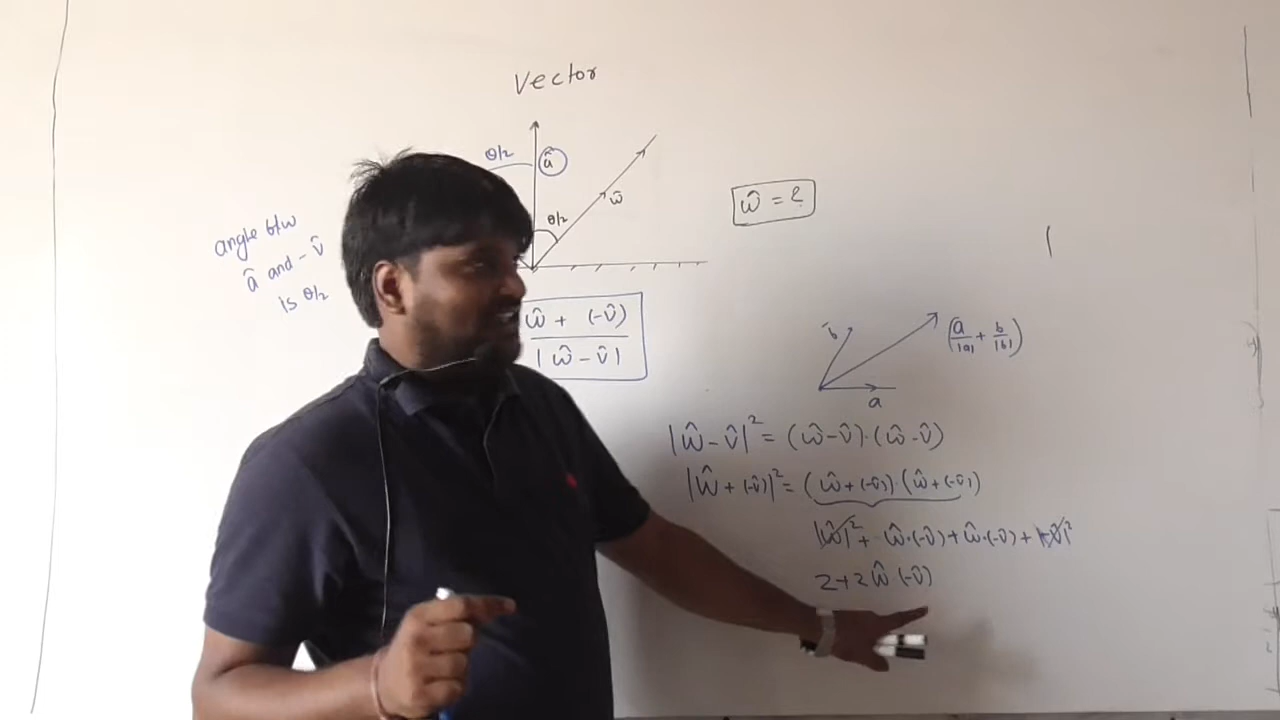 Vector
θ/2
â
θ/2
ŵ
ŵ = ?
angle b/w
â and -v̂
is θ/2
ŵ + (-v̂)
|ŵ - v̂|
b
(a/|a| + b/|b|)
a
|ŵ - v̂|² = (ŵ-v̂)·(ŵ-v̂)
|ŵ + (-v̂)|² = (ŵ+(-v̂))·(ŵ+(-v̂))
|ŵ|² + ŵ·(-v̂) + ŵ·(-v̂) + |-v̂|²
2+2ŵ·(-v̂)